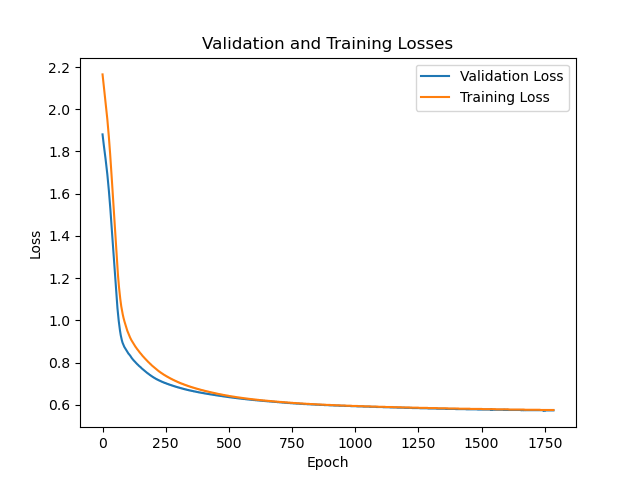 Validation and Training Losses
Validation Loss
Training Loss
2.2
2.0
1.8
1.6
1.4
1.2
1.0
0.8
0.6
Loss
0 250 500 750 1000 1250 1500 1750
Epoch